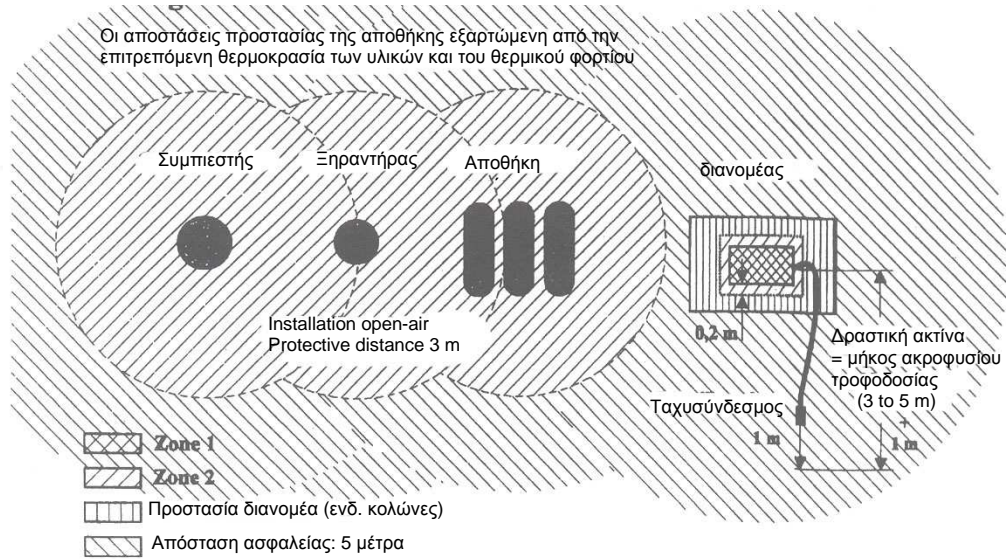 Οι αποστάσεις προστασίας της αποθήκης εξαρτώμενη από την
επιτρεπόμενη θερμοκρασία των υλικών και του θερμικού φορτίου
Συμπιεστής
Ξηραντήρας
Αποθήκη
διανομέας
Installation open-air
Protective distance 3 m
0,2 m
Δραστική ακτίνα
= μήκος ακροφυσίου
τροφοδοσίας
(3 to 5 m)
+
1 m
Ταχυσύνδεσμος
1 m
Zone 1
Zone 2
Προστασία διανομέα (ενδ. κολώνες)
Απόσταση ασφαλείας: 5 μέτρα